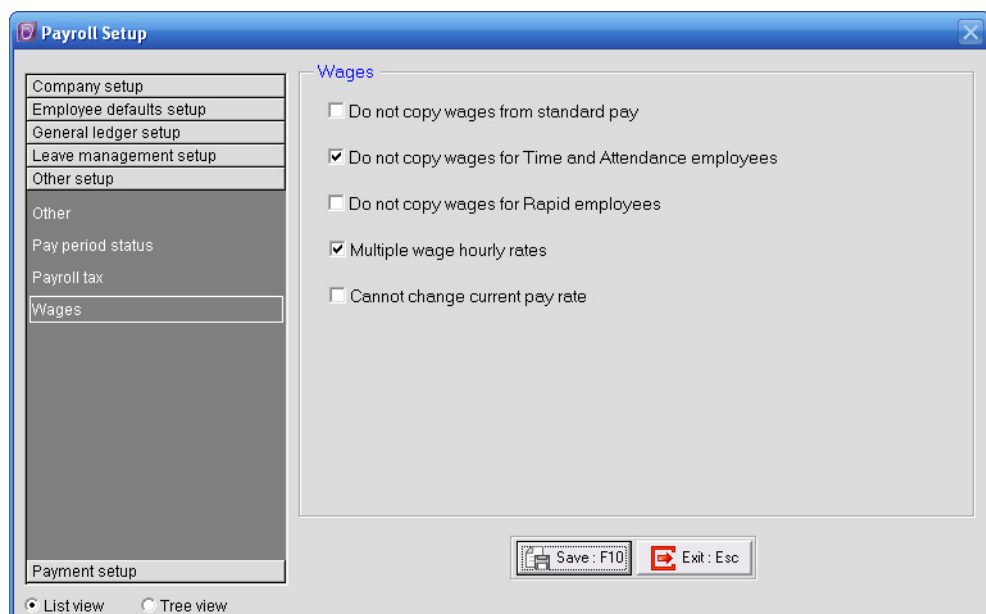 Payroll Setup
Company setup
Employee defaults setup
General ledger setup
Leave management setup
Other setup
Other
Pay period status
Payroll tax
Wages
Payment setup
List view Tree view
Wages
Do not copy wages from standard pay
Do not copy wages for Time and Attendance employees
Do not copy wages for Rapid employees
Multiple wage hourly rates
Cannot change current pay rate
Save : F10 Exit : Esc